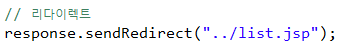 // 리다이렉트
response.sendRedirect("../list.jsp");